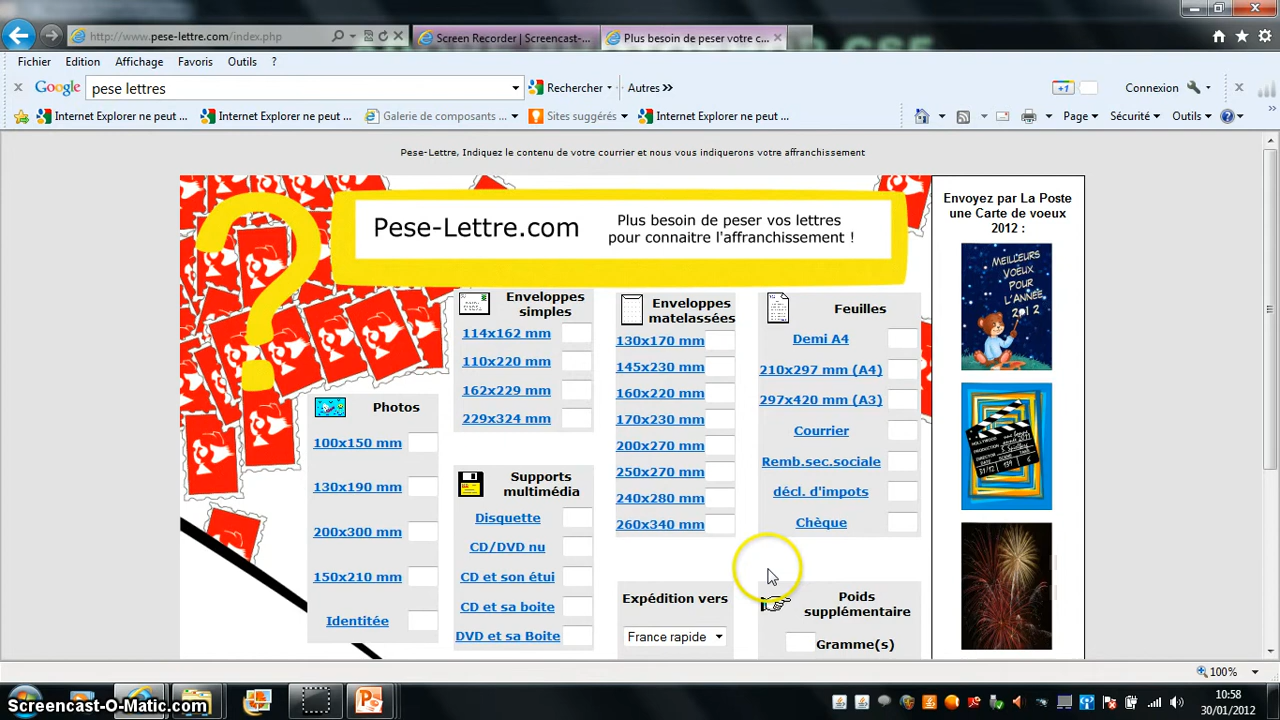 http://www.pese-lettre.com/index.php
Screen Recorder | Screencast-...
Plus besoin de peser votre c...
Fichier Edition Affichage Favoris Outils ?
Google pese lettres Rechercher Autres » +1 Connexion
Internet Explorer ne peut ... Internet Explorer ne peut ... Galerie de composants ... Sites suggérés Internet Explorer ne peut ... Page Sécurité Outils
Pese-Lettre, Indiquez le contenu de votre courrier et nous vous indiquerons votre affranchissement
Pese-Lettre.com
Plus besoin de peser vos lettres
pour connaitre l'affranchissement !
Photos
100x150 mm
130x190 mm
200x300 mm
150x210 mm
Identitée
Enveloppes
simples
114x162 mm
110x220 mm
162x229 mm
229x324 mm
Supports
multimédia
Disquette
CD/DVD nu
CD et son étui
CD et sa boite
DVD et sa Boite
Enveloppes
matelassées
130x170 mm
145x230 mm
160x220 mm
170x230 mm
200x270 mm
250x270 mm
240x280 mm
260x340 mm
Expédition vers
France rapide
Feuilles
Demi A4
210x297 mm (A4)
297x420 mm (A3)
Courrier
Remb.sec.sociale
décl. d'impots
Chèque
Poids
supplémentaire
Gramme(s)
Envoyez par La Poste
une Carte de voeux
2012 :
MEILLEURS
VOEUX
POUR
L'ANNÉE
2012
100%
Screencast-O-Matic.com
10:58
30/01/2012